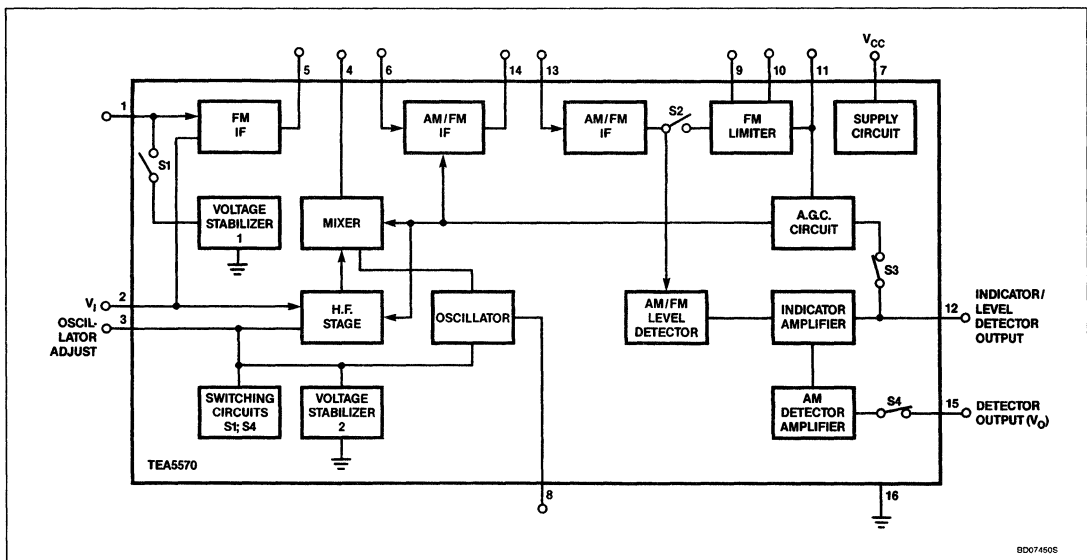 VCC
5 4 6 14 13 9 10 11 7
1
FM
IF
AM/FM
IF
AM/FM
IF
S2
FM
LIMITER
SUPPLY
CIRCUIT
S1
VOLTAGE
STABILIZER
1
MIXER
A.G.C.
CIRCUIT
S3
VI 2
OSCIL-
LATOR
ADJUST
3
H.F.
STAGE
OSCILLATOR
AM/FM
LEVEL
DETECTOR
INDICATOR
AMPLIFIER
12
INDICATOR/
LEVEL
DETECTOR
OUTPUT
SWITCHING
CIRCUITS
S1; S4
VOLTAGE
STABILIZER
2
AM
DETECTOR
AMPLIFIER
S4
15
DETECTOR
OUTPUT (VO)
TEA5570
8
16
BD07450S